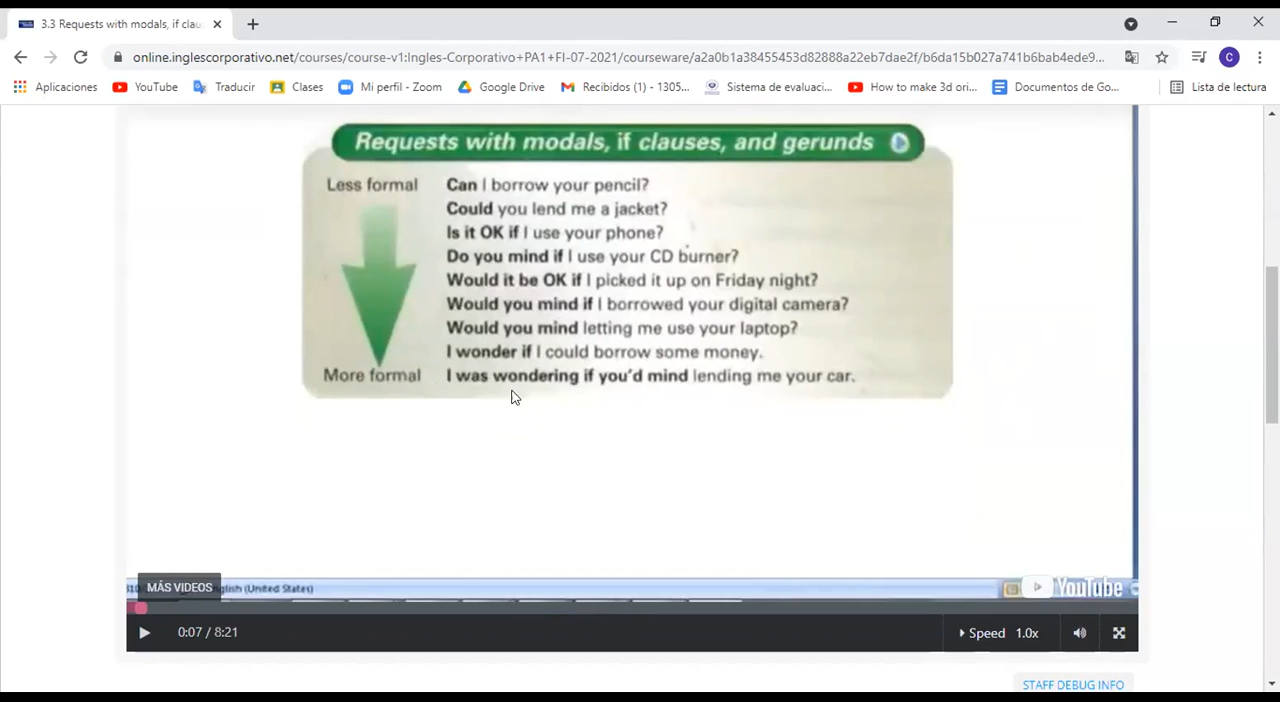 3.3 Requests with modals, if clau
online.inglescorporativo.net/courses/course-v1:Ingles-Corporativo+PA1+FI-07-2021/courseware/a2a0b1a38455453d82888a22eb7dae2f/b6da15b027a741b6bab4ede9...
C
Aplicaciones YouTube Traducir Clases Mi perfil - Zoom Google Drive Recibidos (1) - 1305... Sistema de evaluaci... How to make 3d ori... Documentos de Go... Lista de lectura
Requests with modals, if clauses, and gerunds
Less formal Can I borrow your pencil?
Could you lend me a jacket?
Is it OK if I use your phone?
Do you mind if I use your CD burner?
Would it be OK if I picked it up on Friday night?
Would you mind if I borrowed your digital camera?
Would you mind letting me use your laptop?
I wonder if I could borrow some money.
More formal I was wondering if you'd mind lending me your car.
MÁS VIDEOS glish (United States) YouTube
0:07 / 8:21 Speed 1.0x
STAFF DEBUG INFO